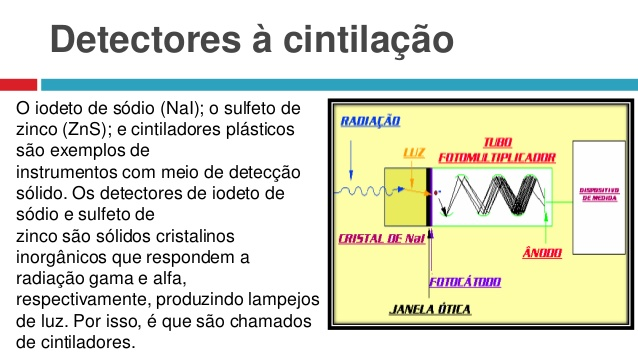 Detectores à cintilação
O iodeto de sódio (NaI); o sulfeto de
zinco (ZnS); e cintiladores plásticos
são exemplos de
instrumentos com meio de detecção
sólido. Os detectores de iodeto de
sódio e sulfeto de
zinco são sólidos cristalinos
inorgânicos que respondem a
radiação gama e alfa,
respectivamente, produzindo lampejos
de luz. Por isso, é que são chamados
de cintiladores.
RADIAÇÃO
LUZ
TUBO
FOTOMULTIPLICADOR
DISPOSITIVO
DE MEDIDA
CRISTAL DE NaI
ÂNODO
FOTOCÁTODO
JANELA ÓTICA